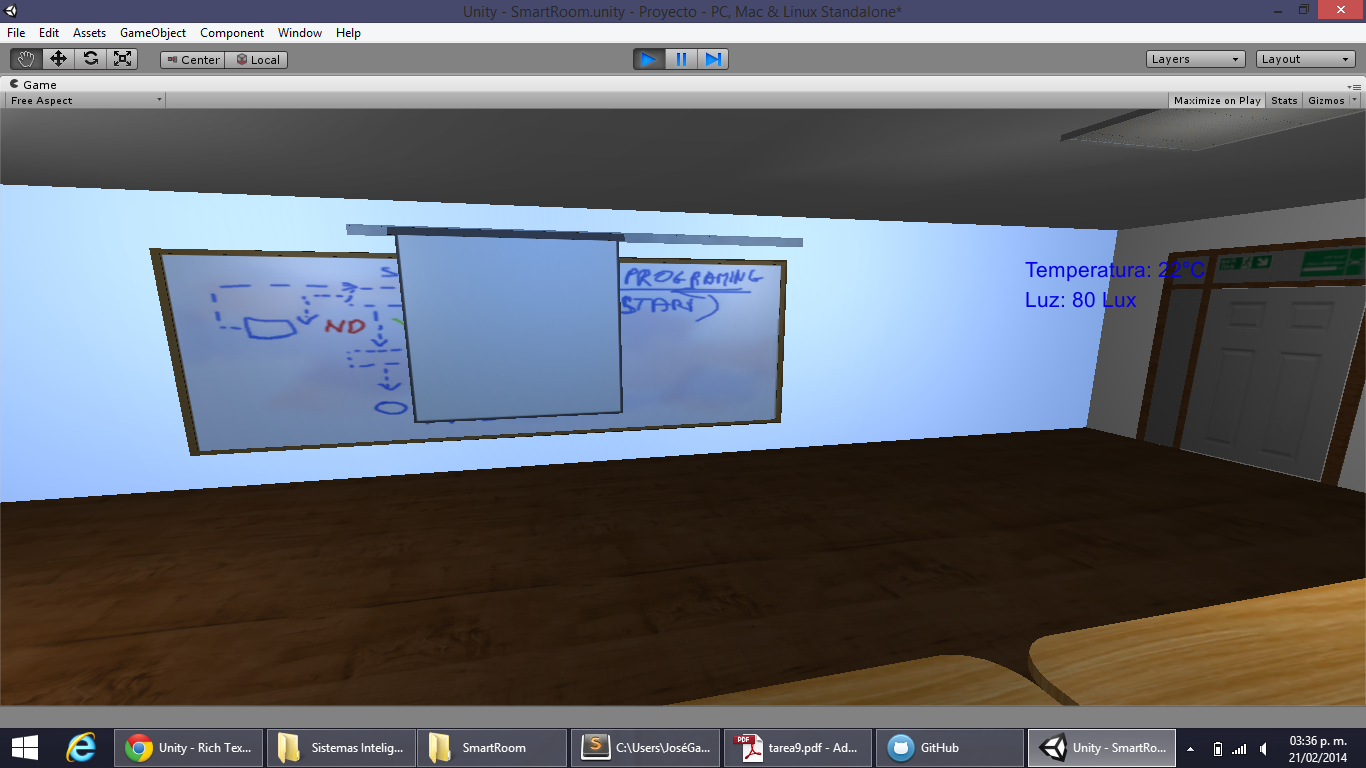 Unity - SmartRoom.unity - Proyecto - PC, Mac & Linux Standalone*
File Edit Assets GameObject Component Window Help
Center Local Layers Layout
Game
Free Aspect Maximize on Play Stats Gizmos
PROGRAMING
START)
S
ND
Temperatura: 22°C
Luz: 80 Lux
Unity - Rich Tex... Sistemas Intelig... SmartRoom C:\Users\JoséGa... PDF tarea9.pdf - Ad... GitHub Unity - SmartRo...
03:36 p. m.
21/02/2014